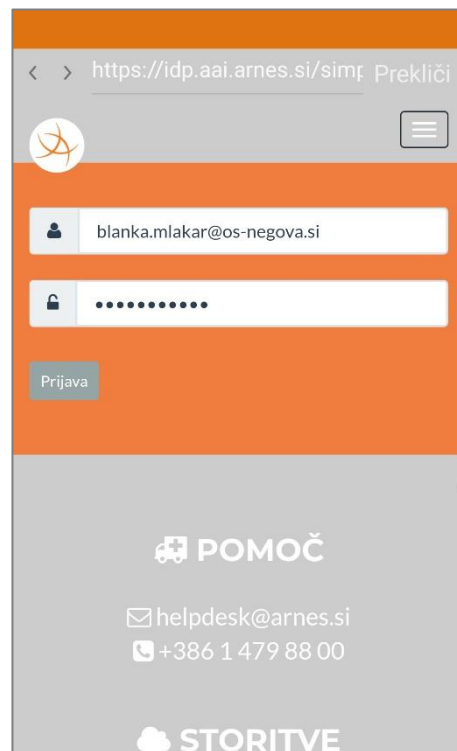 https://idp.aai.arnes.si/simp Prekliči
blanka.mlakar@os-negova.si
Prijava
POMOČ
helpdesk@arnes.si
+386 1 479 88 00
STORITVE